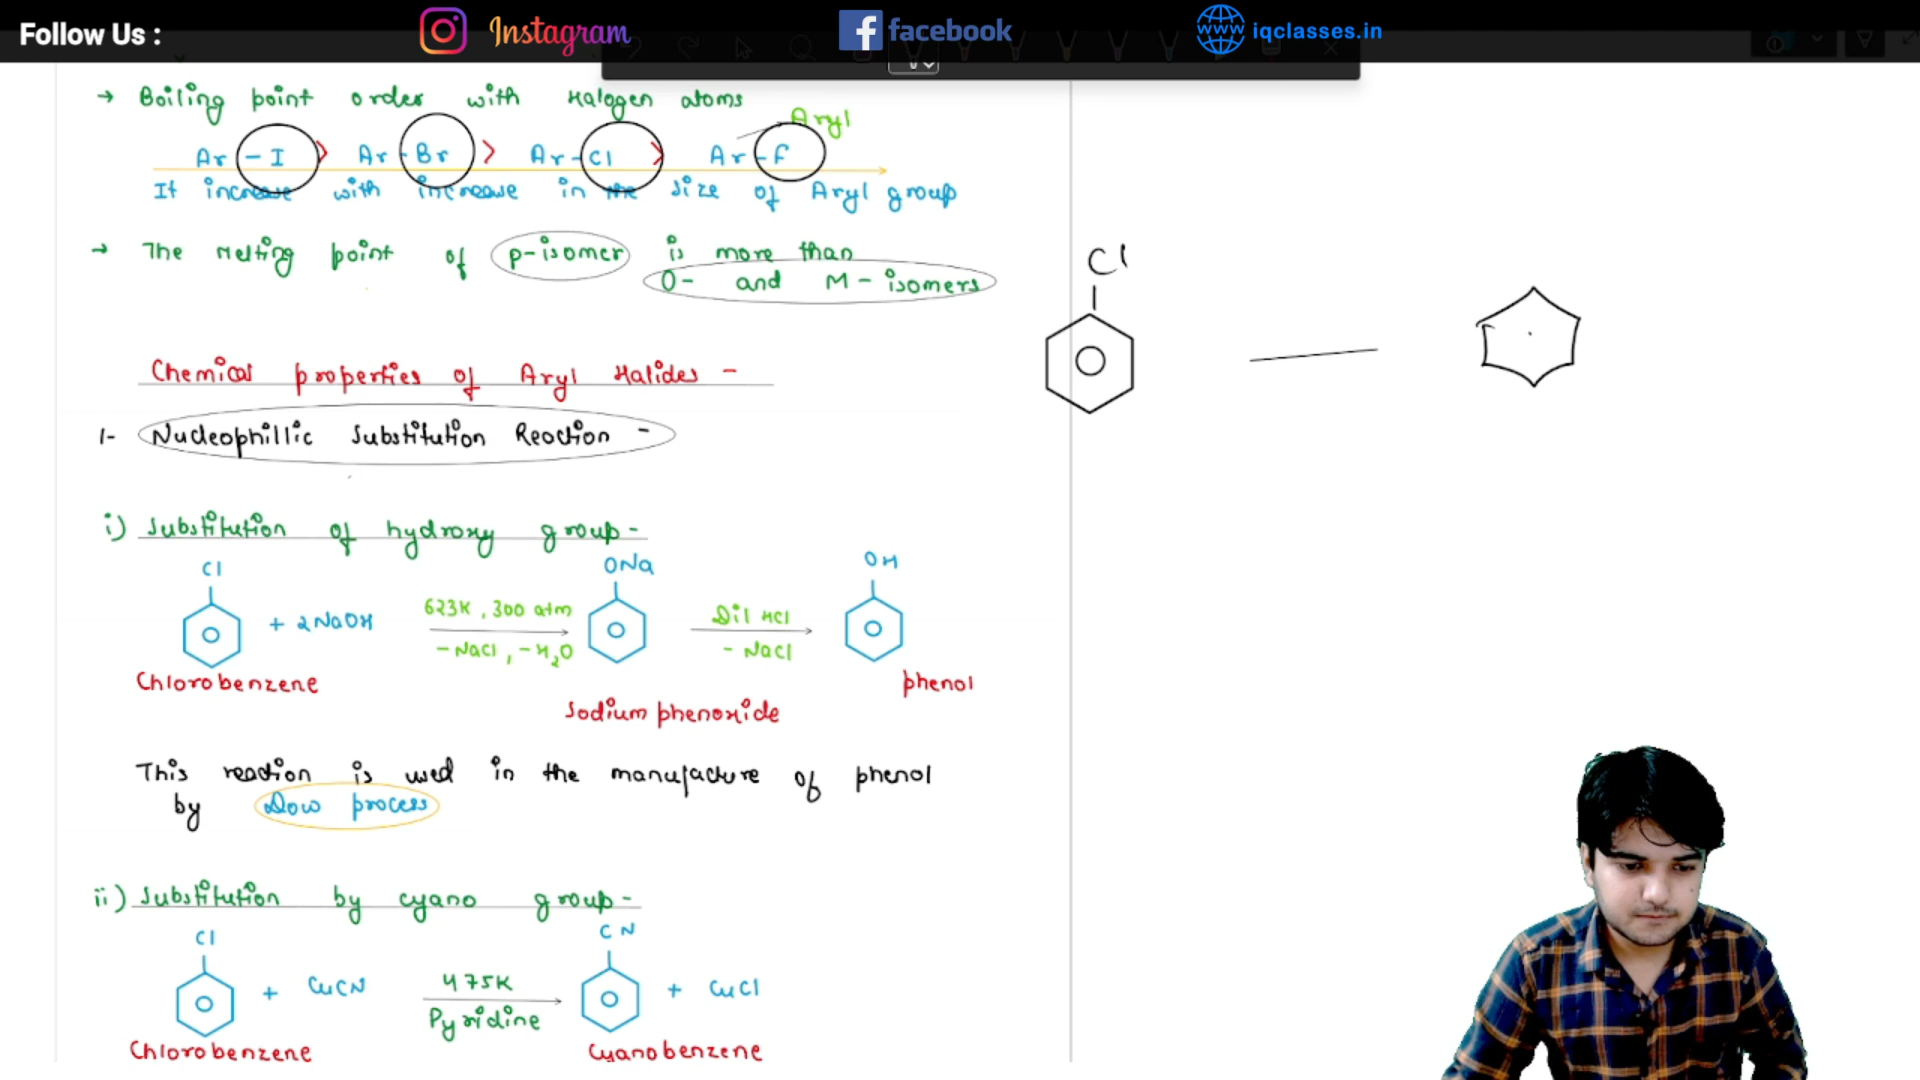 Follow Us :
Instagram
facebook
www iqclasses.in
→ Boiling point order with Halogen atoms
Aryl
Ar - I > Ar - Br > Ar - Cl > Ar - F
It increase with increase in the size of Aryl group
→ The Melting point of p-isomer is more than
O- and M - isomers
Cl
Chemical properties of Aryl Halides -
1- Nucleophillic Substitution Reaction -
i) Substitution of hydroxy group -
Cl ONa OH
+ 2NaOH 623K , 300 atm Dil HCl
- NaCl , - H₂O - NaCl
Chlorobenzene phenol
Sodium phenoxide
This reaction is used in the manufacture of phenol
by Dow process
ii) Substitution by cyano group -
Cl CN
+ CuCN 475K + CuCl
Pyridine
Chlorobenzene Cyanobenzene